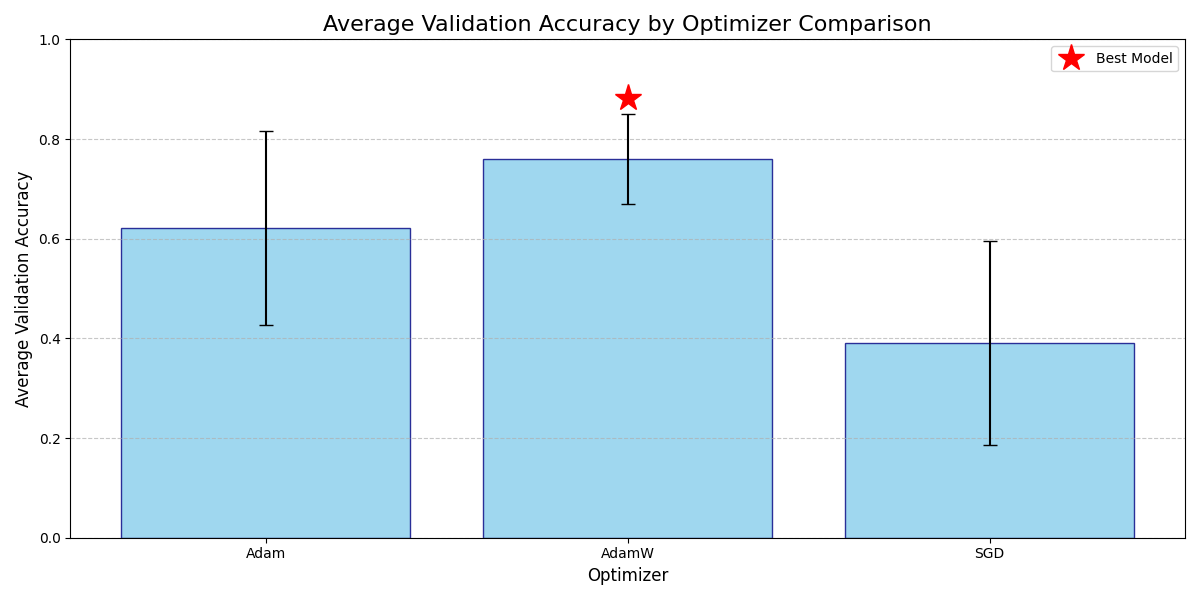 Average Validation Accuracy by Optimizer Comparison
Best Model
Average Validation Accuracy
1.0
0.8
0.6
0.4
0.2
0.0
Adam
AdamW
SGD
Optimizer